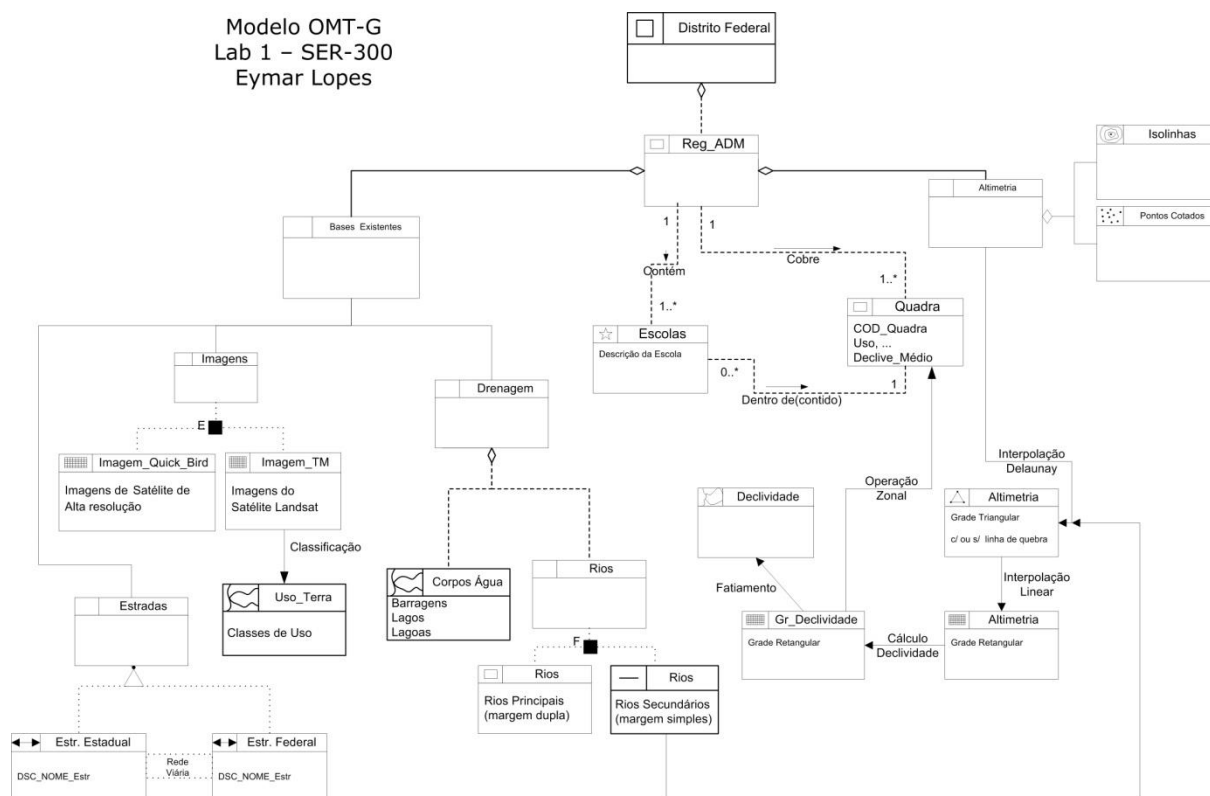 Modelo OMT-G
Lab 1 – SER-300
Eymar Lopes
Distrito Federal
Reg_ADM
Isolinhas
Pontos Cotados
Altimetria
Bases Existentes
1
1
Contém
Cobre
1..*
1..*
Escolas
Descrição da Escola
Quadra
COD_Quadra
Uso, ...
Declive_Médio
0..*
1
Dentro de(contido)
Imagens
E
Imagem_Quick_Bird
Imagens de Satélite de
Alta resolução
Imagem_TM
Imagens do
Satélite Landsat
Classificação
Uso_Terra
Classes de Uso
Drenagem
Corpos Água
Barragens
Lagos
Lagoas
Rios
F
Rios
Rios Principais
(margem dupla)
Rios
Rios Secundários
(margem simples)
Interpolação
Delaunay
Operação
Zonal
Declividade
Altimetria
Grade Triangular
c/ ou s/ linha de quebra
Fatiamento
Interpolação
Linear
Gr_Declividade
Grade Retangular
Cálculo
Declividade
Altimetria
Grade Retangular
Estradas
Estr. Estadual
DSC_NOME_Estr
Rede
Viária
Estr. Federal
DSC_NOME_Estr